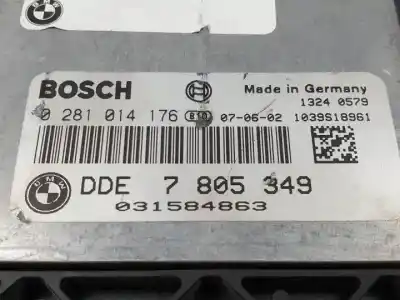 BOSCH
Made in Germany
1324 0579
0 281 014 176 07-06-02 1039S18961
BMW
DDE 7 805 349
031584863